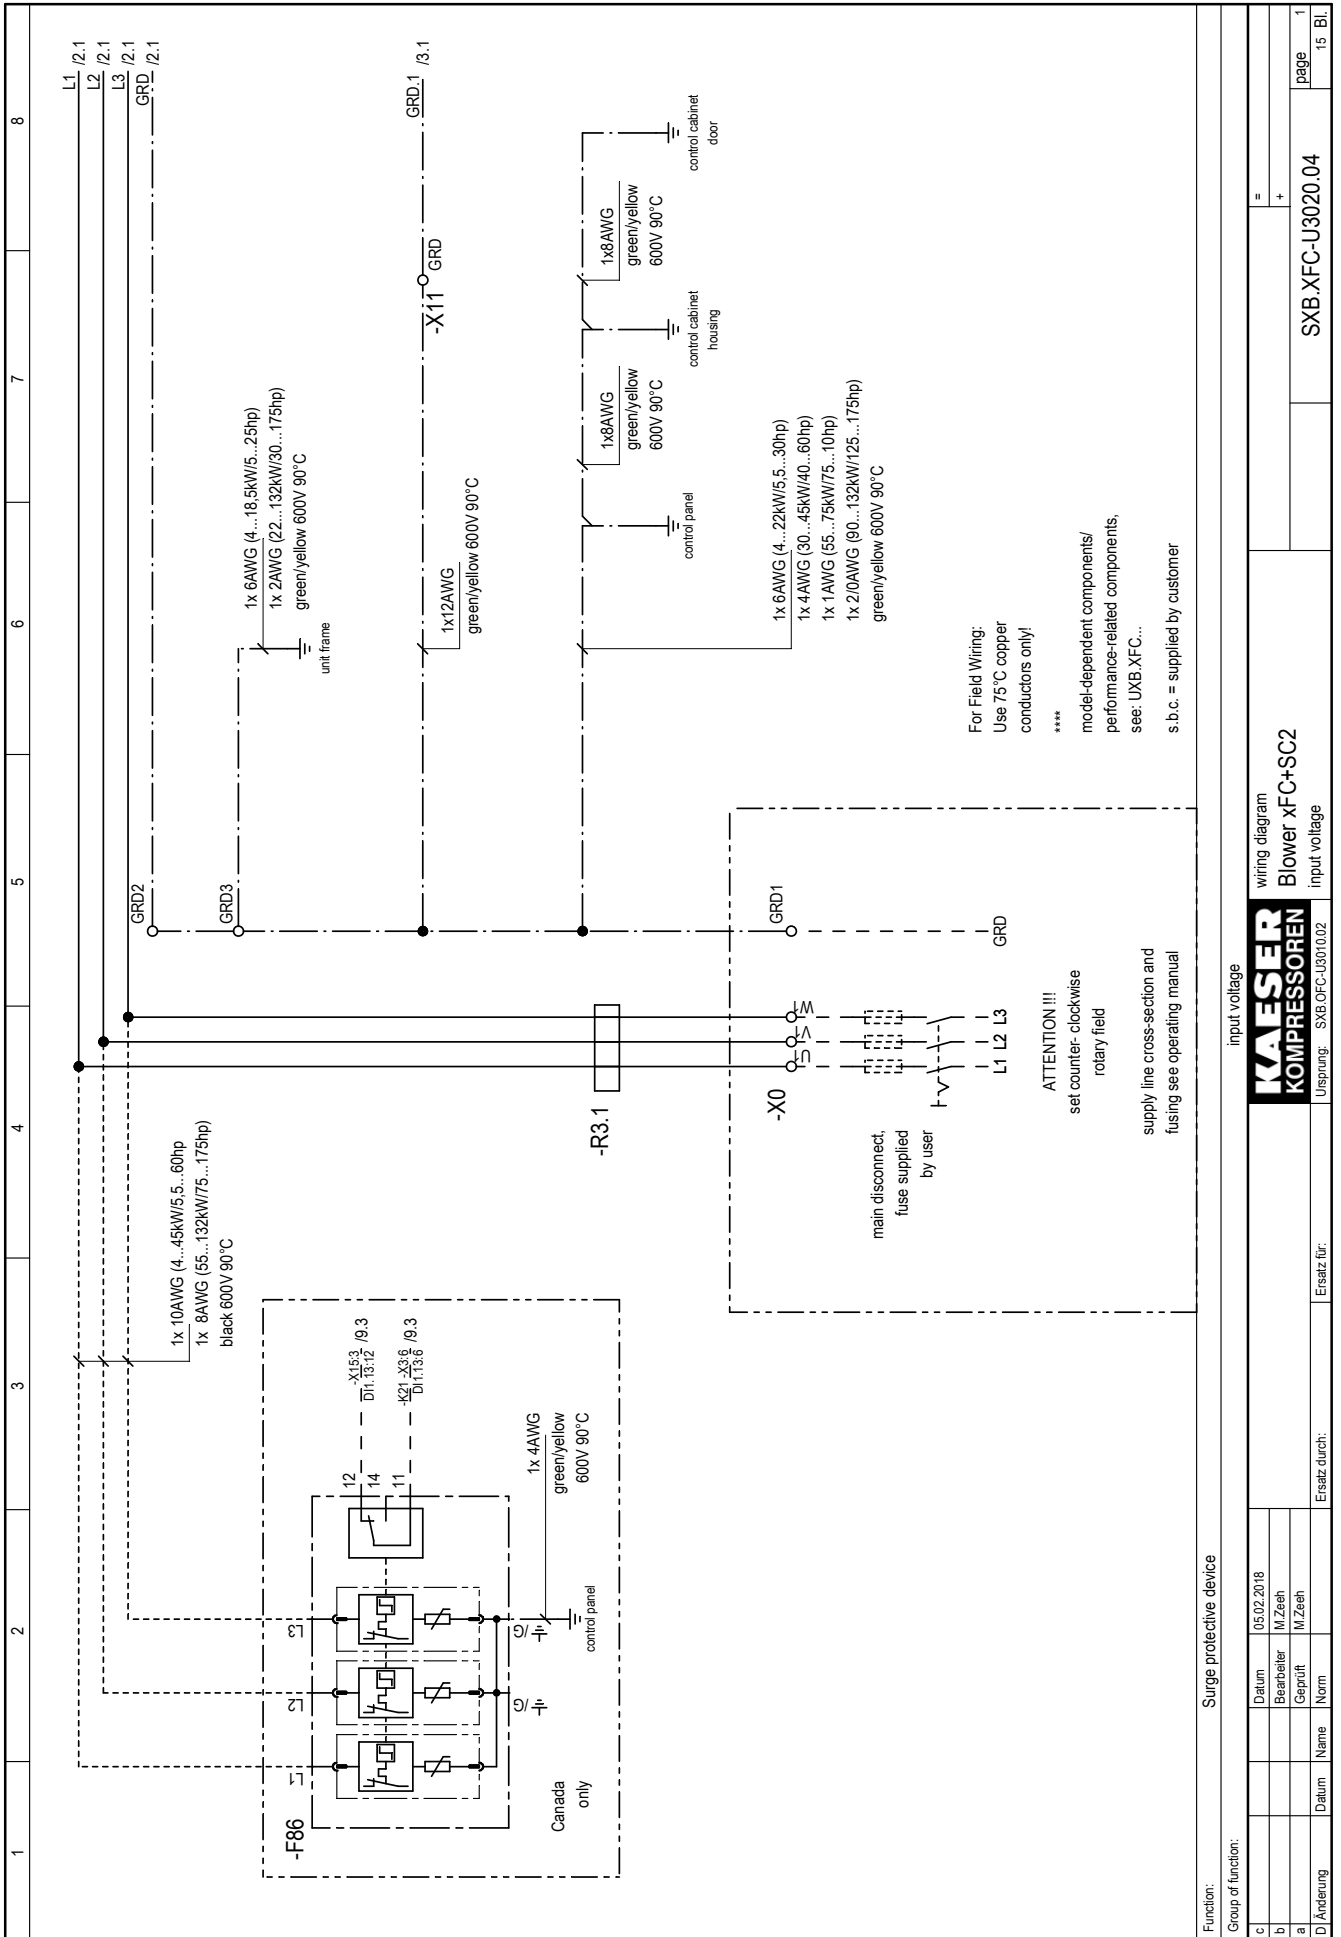 1
2
3
4
5
6
7
8
L1 /2.1
L2 /2.1
L3 /2.1
GRD /2.1
1x 10AWG (4...45kW/5,5...60hp
1x 8AWG (55...132kW/75...175hp)
black 600V 90°C
GRD2
GRD3
1x 6AWG (4...18,5kW/5...25hp)
1x 2AWG (22...132kW/30...175hp)
green/yellow 600V 90°C
unit frame
GRD.1 /3.1
-X11
GRD
1x12AWG
green/yellow 600V 90°C
control panel
1x8AWG
green/yellow
600V 90°C
control cabinet
housing
1x8AWG
green/yellow
600V 90°C
control cabinet
door
1x 6AWG (4...22kW/5,5...30hp)
1x 4AWG (30...45kW/40...60hp)
1x 1AWG (55...75kW/75...10hp)
1x 2/0AWG (90...132kW/125...175hp)
green/yellow 600V 90°C
-F86
L1
L2
L3
12
14
11
-X15:3
DI1.13:12
/9.3
-K21 -X3:6
DI1.13:6
/9.3
/G
/G
control panel
1x 4AWG
green/yellow
600V 90°C
Canada
only
-R3.1
-X0
U1
V1
W1
GRD1
main disconnect,
fuse supplied
by user
L1
L2
L3
GRD
ATTENTION !!!
set counter- clockwise
rotary field
supply line cross-section and
fusing see operating manual
For Field Wiring:
Use 75°C copper
conductors only!
****
model-dependent components/
performance-related components,
see: UXB.XFC...
s.b.c. = supplied by customer
Function:
Surge protective device
Group of function:
input voltage
c
b
a
D
Änderung
Datum
Name
Datum
05.02.2018
Bearbeiter
M.Zeeh
Geprüft
M.Zeeh
Norm
Ersatz durch:
Ersatz für:
KAESER
KOMPRESSOREN
Ursprung: SXB.OFC-U3010.02
wiring diagram
Blower xFC+SC2
input voltage
=
+
SXB.XFC-U3020.04
page
1
15 Bl.